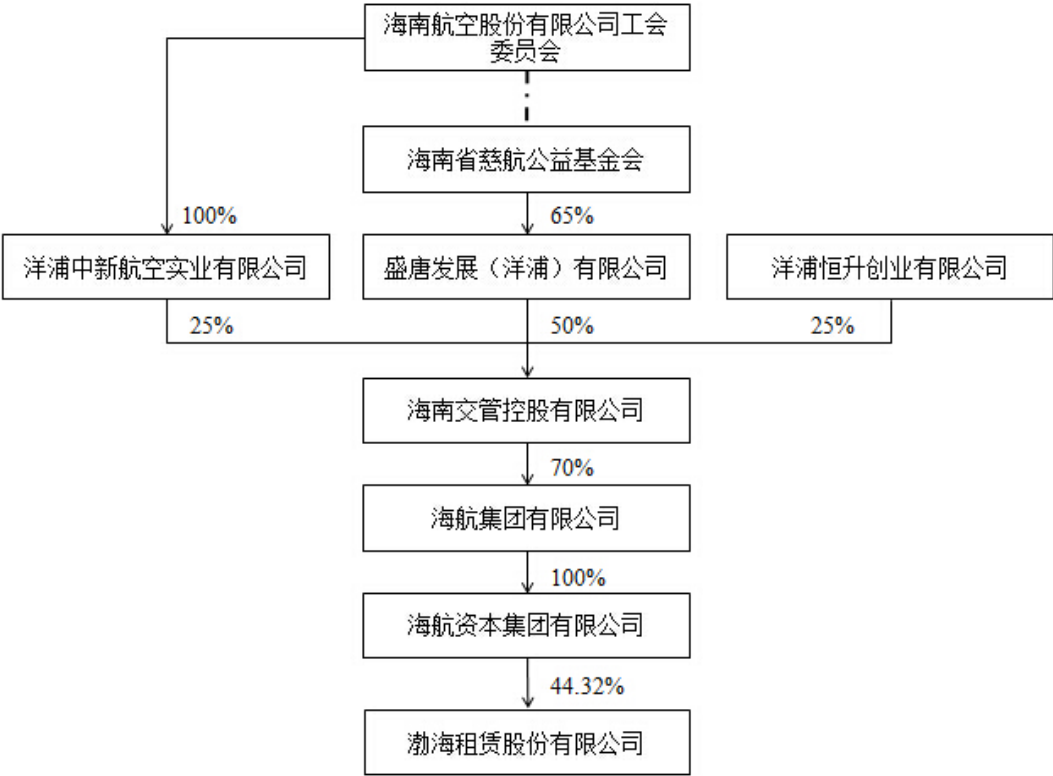 海南航空股份有限公司工会
委员会
海南省慈航公益基金会
100%
65%
洋浦中新航空实业有限公司
盛唐发展（洋浦）有限公司
洋浦恒升创业有限公司
25%
50%
25%
海南交管控股有限公司
70%
海航集团有限公司
100%
海航资本集团有限公司
44.32%
渤海租赁股份有限公司